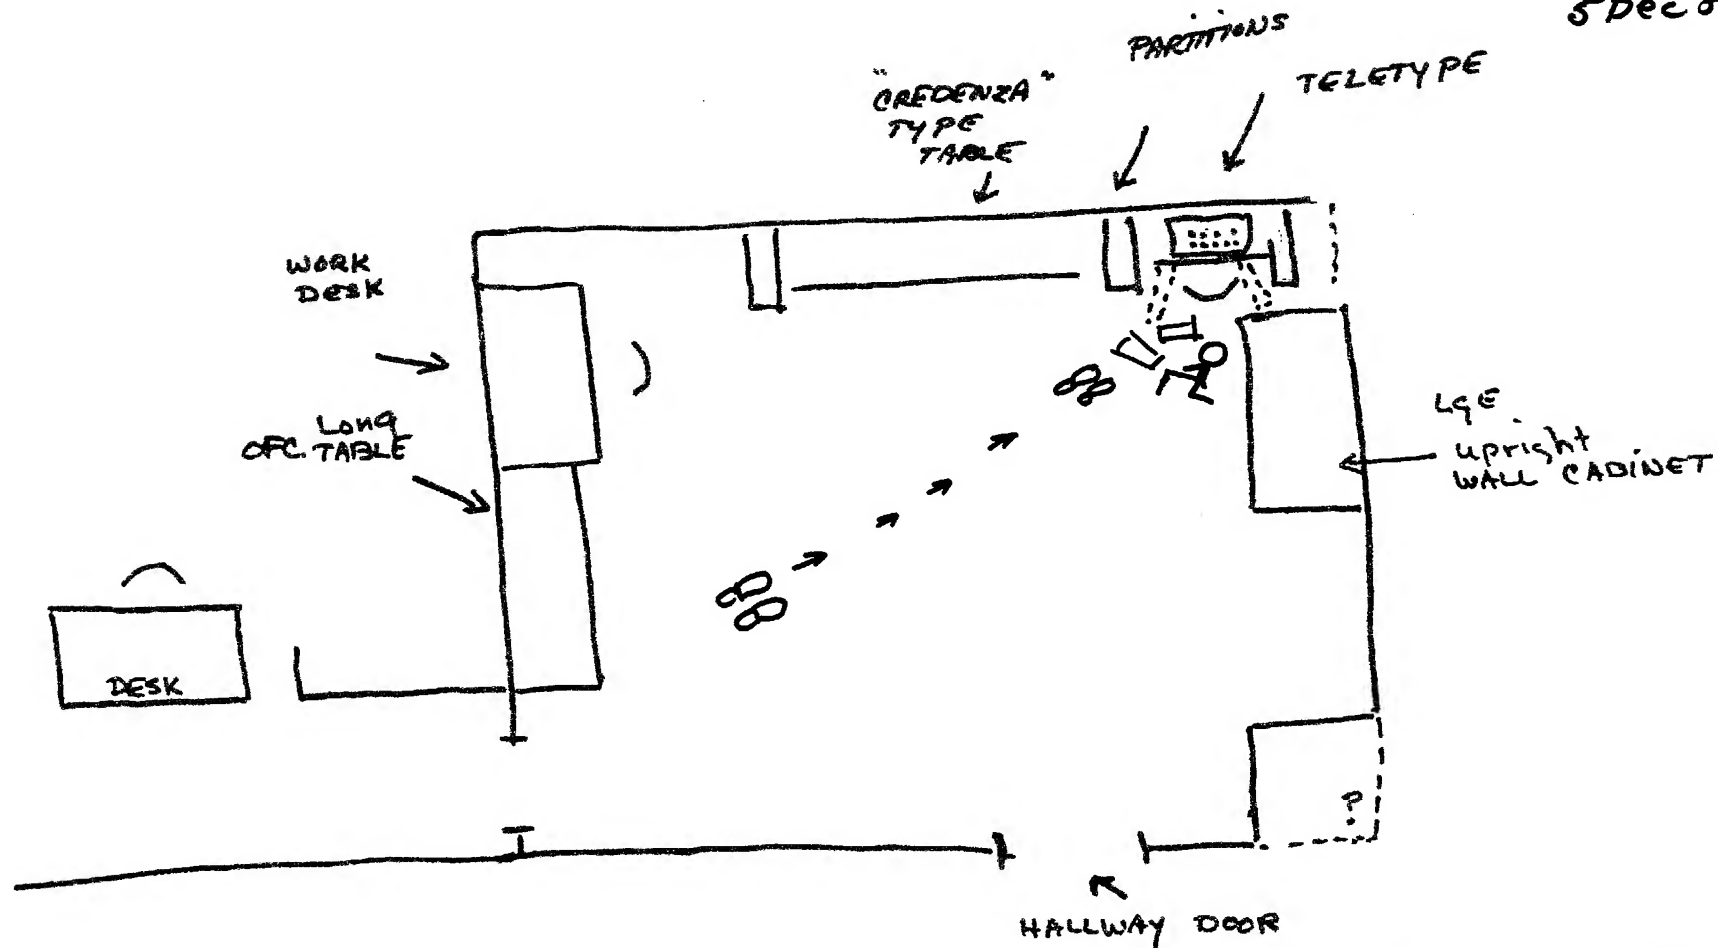 5 Dec 8
PARTITIONS
TELETYPE
"CREDENZA"
TYPE
TABLE
WORK
DESK
LONG
OFC. TABLE
LGE.
upright
WALL CABINET
DESK
?
HALLWAY DOOR